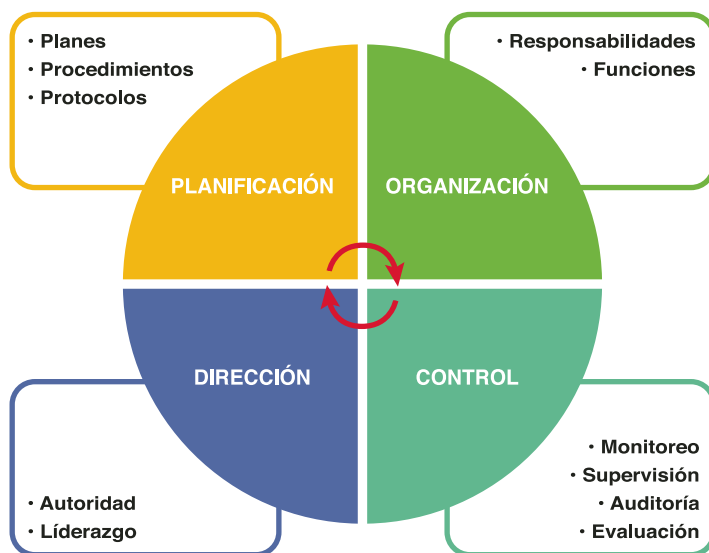 · Planes
· Procedimientos
· Protocolos
· Responsabilidades
· Funciones
PLANIFICACIÓN
ORGANIZACIÓN
DIRECCIÓN
CONTROL
· Autoridad
· Líderazgo
· Monitoreo
· Supervisión
· Auditoría
· Evaluación